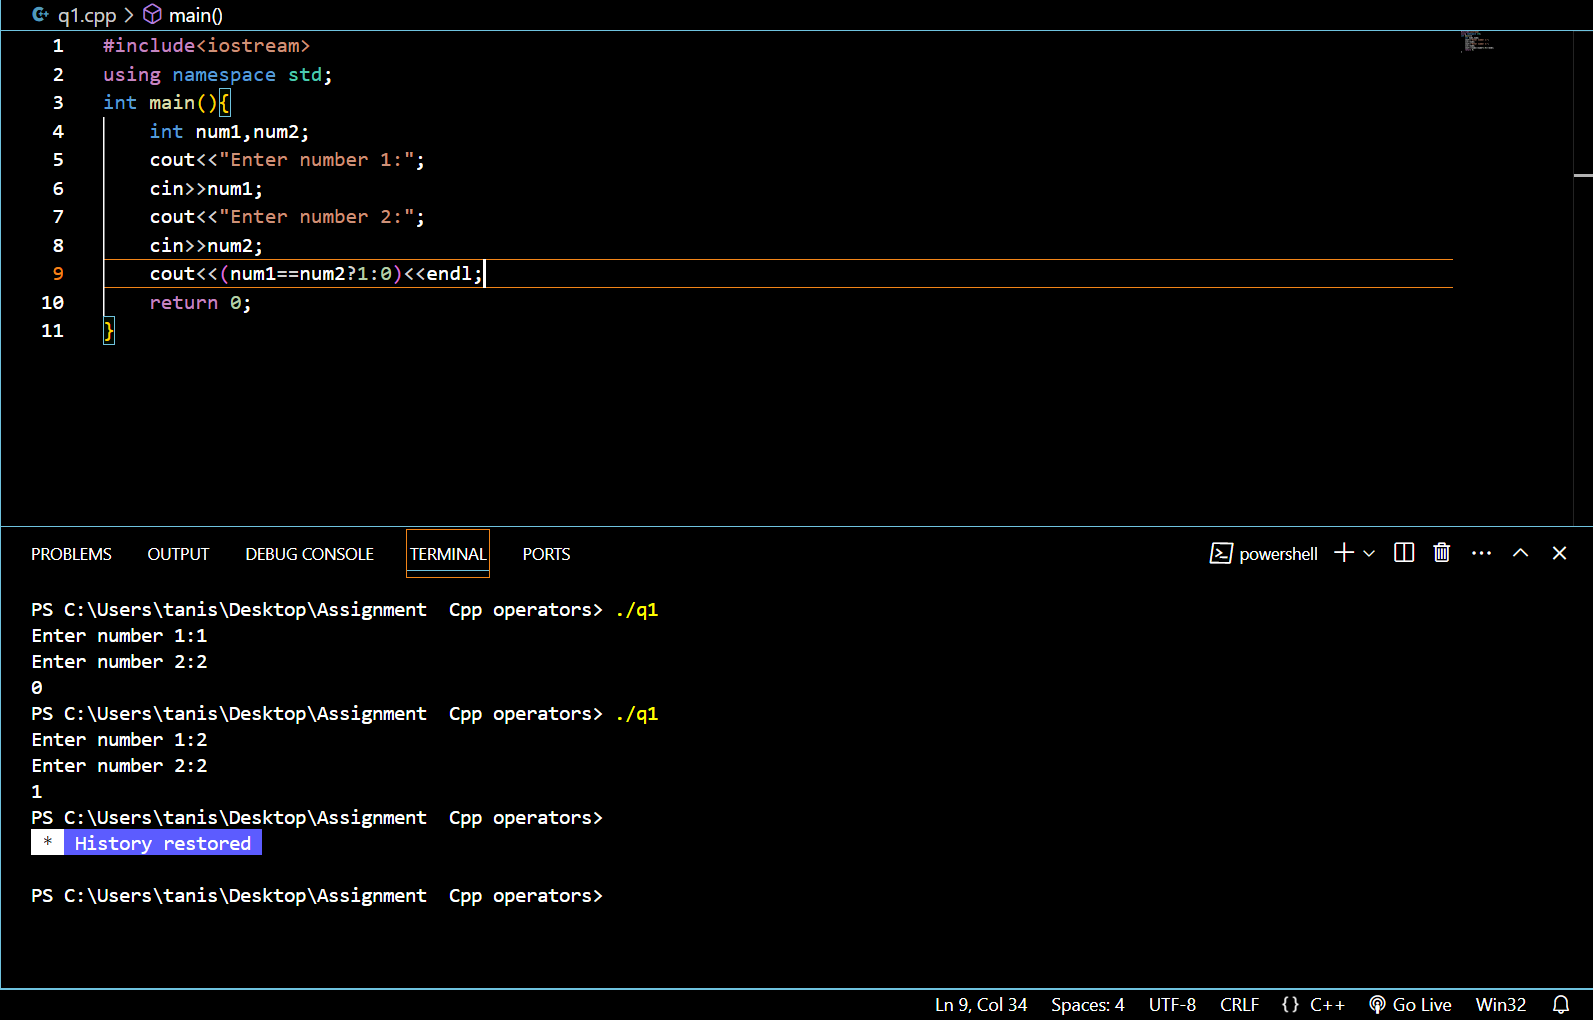 q1.cpp > main()
1 #include<iostream>
2 using namespace std;
3 int main(){
4     int num1,num2;
5     cout<<"Enter number 1:";
6     cin>>num1;
7     cout<<"Enter number 2:";
8     cin>>num2;
9     cout<<(num1==num2?1:0)<<endl;
10     return 0;
11 }
PROBLEMS OUTPUT DEBUG CONSOLE TERMINAL PORTS powershell
PS C:\Users\tanis\Desktop\Assignment  Cpp operators> ./q1
Enter number 1:1
Enter number 2:2
0
PS C:\Users\tanis\Desktop\Assignment  Cpp operators> ./q1
Enter number 1:2
Enter number 2:2
1
PS C:\Users\tanis\Desktop\Assignment  Cpp operators>
* History restored
PS C:\Users\tanis\Desktop\Assignment  Cpp operators>
Ln 9, Col 34 Spaces: 4 UTF-8 CRLF {} C++ Go Live Win32